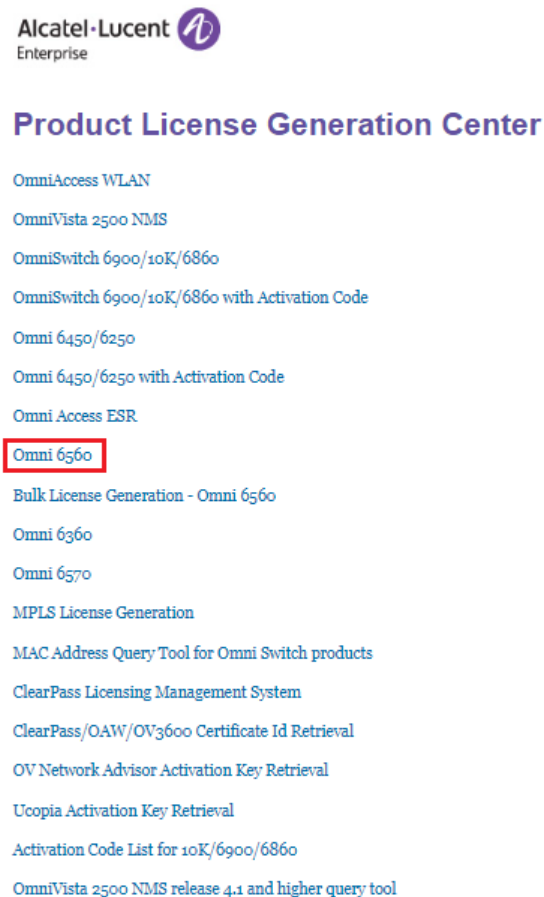 Alcatel·Lucent
Enterprise
Product License Generation Center
OmniAccess WLAN
OmniVista 2500 NMS
OmniSwitch 6900/10K/6860
OmniSwitch 6900/10K/6860 with Activation Code
Omni 6450/6250
Omni 6450/6250 with Activation Code
Omni Access ESR
Omni 6560
Bulk License Generation - Omni 6560
Omni 6360
Omni 6570
MPLS License Generation
MAC Address Query Tool for Omni Switch products
ClearPass Licensing Management System
ClearPass/OAW/OV3600 Certificate Id Retrieval
OV Network Advisor Activation Key Retrieval
Ucopia Activation Key Retrieval
Activation Code List for 10K/6900/6860
OmniVista 2500 NMS release 4.1 and higher query tool